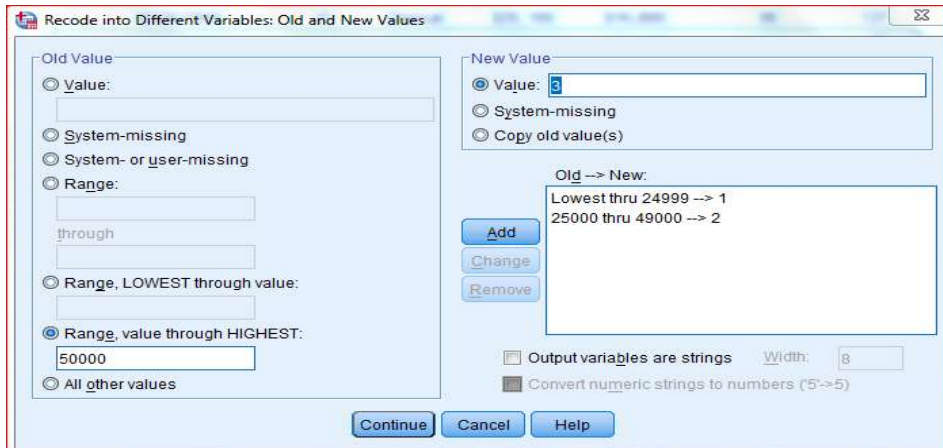 Recode into Different Variables: Old and New Values
Old Value
Value:
System-missing
System- or user-missing
Range:
through
Range, LOWEST through value:
Range, value through HIGHEST:
50000
All other values
New Value
Value: 3
System-missing
Copy old value(s)
Old --> New:
Lowest thru 24999 --> 1
25000 thru 49000 --> 2
Add
Change
Remove
Output variables are strings Width: 8
Convert numeric strings to numbers ('5'->5)
Continue Cancel Help